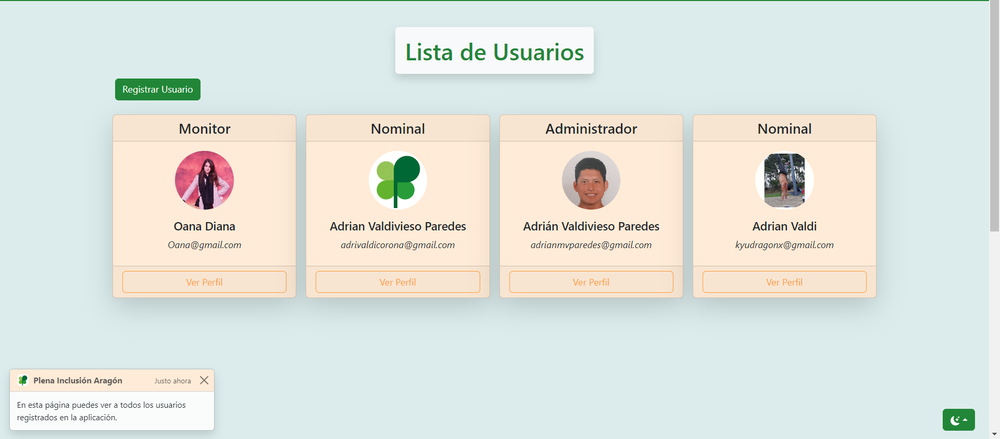 Lista de Usuarios
Registrar Usuario
Monitor
Oana Diana
Oana@gmail.com
Ver Perfil
Nominal
Adrian Valdivieso Paredes
adrivaldicorona@gmail.com
Ver Perfil
Administrador
Adrián Valdivieso Paredes
adrianmvparedes@gmail.com
Ver Perfil
Nominal
Adrian Valdi
kyudragonx@gmail.com
Ver Perfil
Plena Inclusión Aragón Justo ahora
En esta página puedes ver a todos los usuarios
registrados en la aplicación.